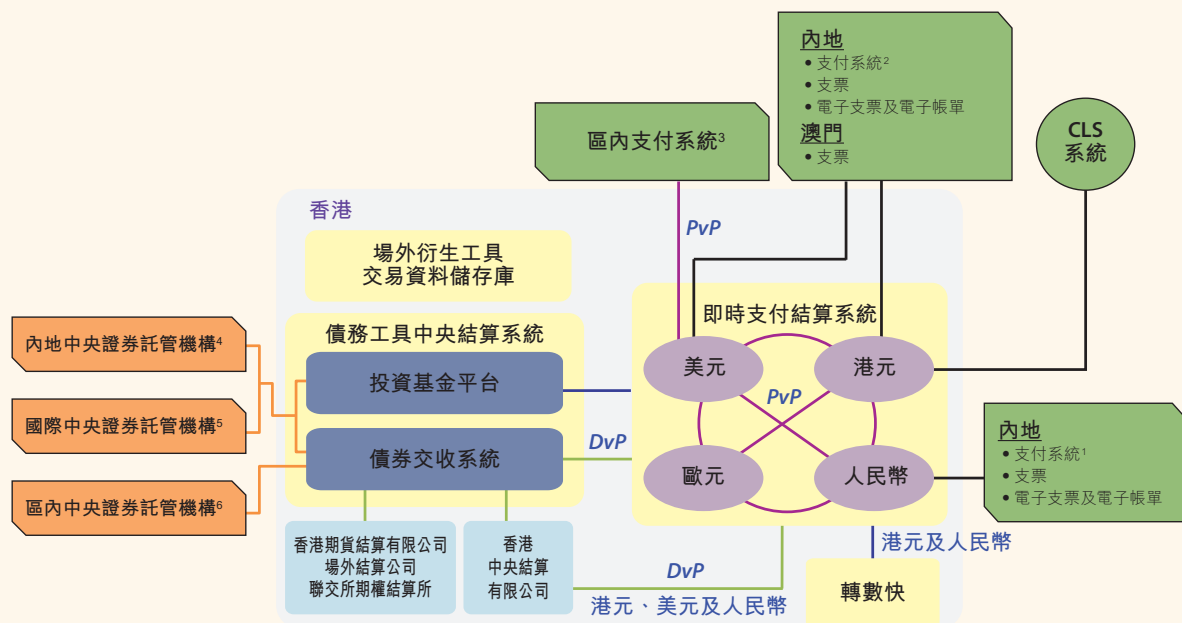 內地
• 支付系統²
• 支票
• 電子支票及電子帳單
澳門
• 支票
區內支付系統³
CLS
系統
香港
PvP
場外衍生工具
交易資料儲存庫
即時支付結算系統
債務工具中央結算系統
內地中央證券託管機構⁴
投資基金平台
美元
港元
PvP
國際中央證券託管機構⁵
債券交收系統
DvP
歐元
人民幣
內地
• 支付系統¹
• 支票
• 電子支票及電子帳單
區內中央證券託管機構⁶
香港期貨結算有限公司
場外結算公司
聯交所期權結算所
香港
中央結算
有限公司
DvP
港元、美元及人民幣
港元及人民幣
轉數快